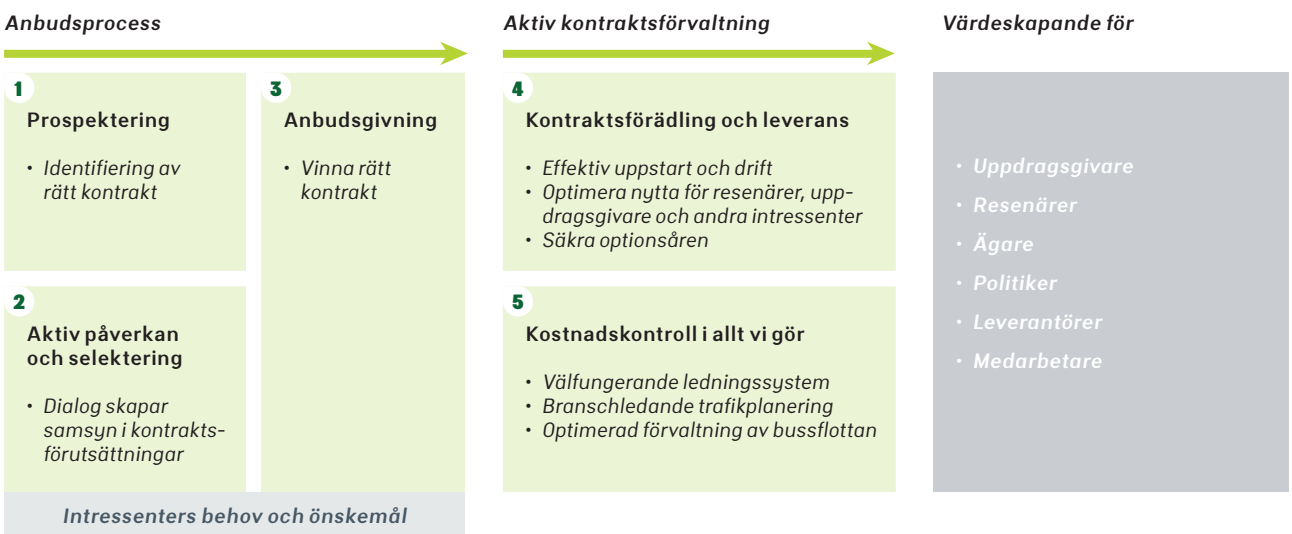 Anbudsprocess
1
Prospektering
• Identifiering av
rätt kontrakt
2
Aktiv påverkan
och selektering
• Dialog skapar
samsyn i kontrakts-
förutsättningar
3
Anbudsgivning
• Vinna rätt
kontrakt
Intressenters behov och önskemål
Aktiv kontraktsförvaltning
4
Kontraktsförädling och leverans
• Effektiv uppstart och drift
• Optimera nytta för resenärer, upp-
dragsgivare och andra intressenter
• Säkra optionsåren
5
Kostnadskontroll i allt vi gör
• Välfungerande ledningssystem
• Branschledande trafikplanering
• Optimerad förvaltning av bussflottan
Värdeskapande för
• Uppdragsgivare
• Resenärer
• Ägare
• Politiker
• Leverantörer
• Medarbetare